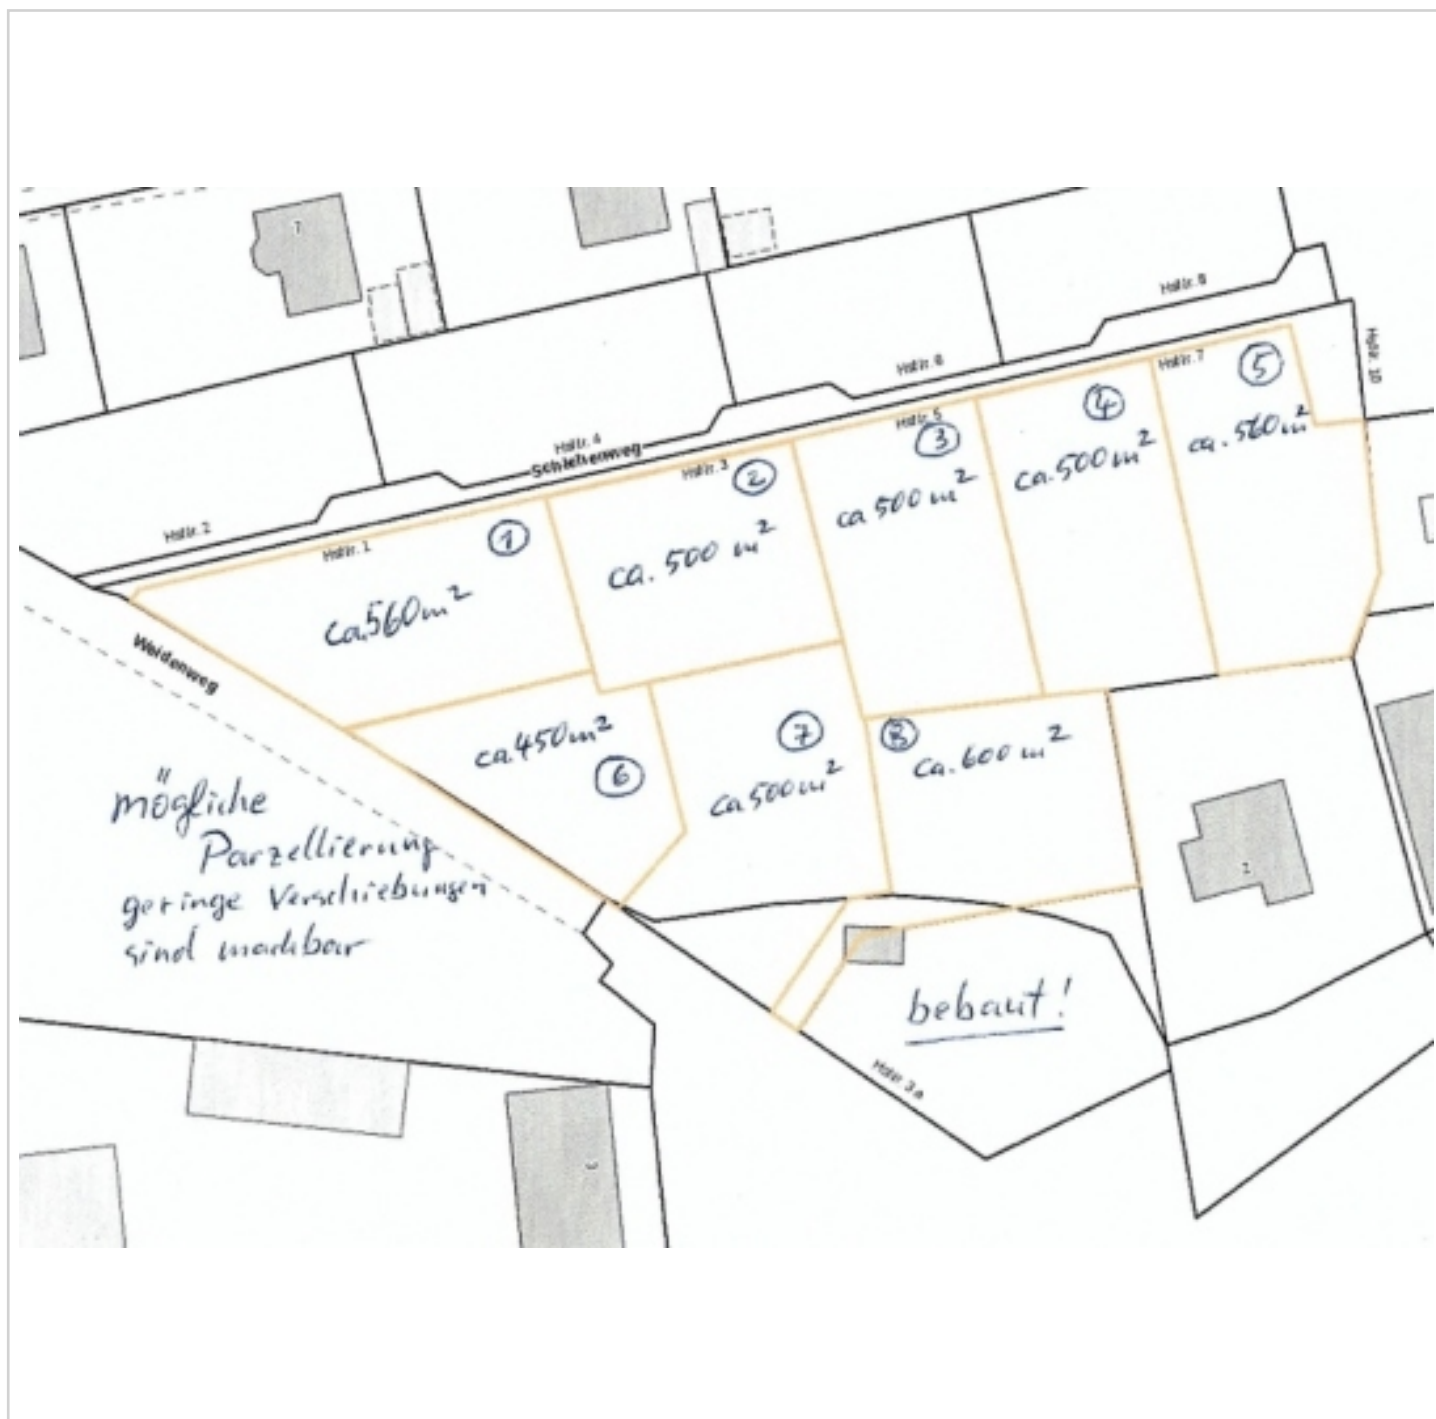 7
HsNr. 8
HsNr. 10
HsNr. 6
HsNr. 7
5
HsNr. 4
Schlehenweg
HsNr. 3
HsNr. 5
4
ca. 560 m²
3
ca. 500 m²
2
ca 500 m²
HsNr. 2
HsNr. 1
1
ca. 500 m²
ca. 560 m²
Weidenweg
ca. 450 m²
6
7
ca 500 m²
8
ca. 600 m²
mögliche
Parzellierung
geringe Verschiebungen
sind machbar
2
bebaut!
HsNr. 3a
3